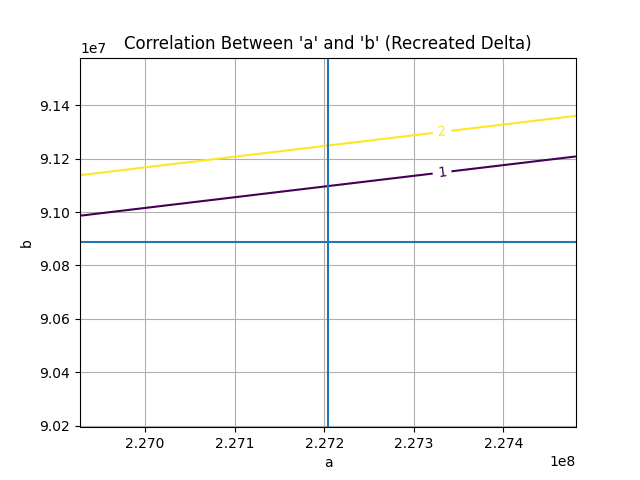 Correlation Between 'a' and 'b' (Recreated Delta)
1e7
9.14
9.12
9.10
9.08
9.06
9.04
9.02
b
2
1
2.270 2.271 2.272 2.273 2.274
a
1e8